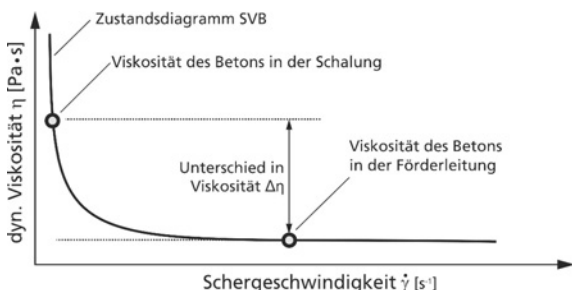 Zustandsdiagramm SVB
Viskosität des Betons in der Schalung
Viskosität des Betons
in der Förderleitung
Unterschied in
Viskosität Δη
dyn. Viskosität η [Pa•s]
Schergeschwindigkeit γ̇ [s⁻¹]